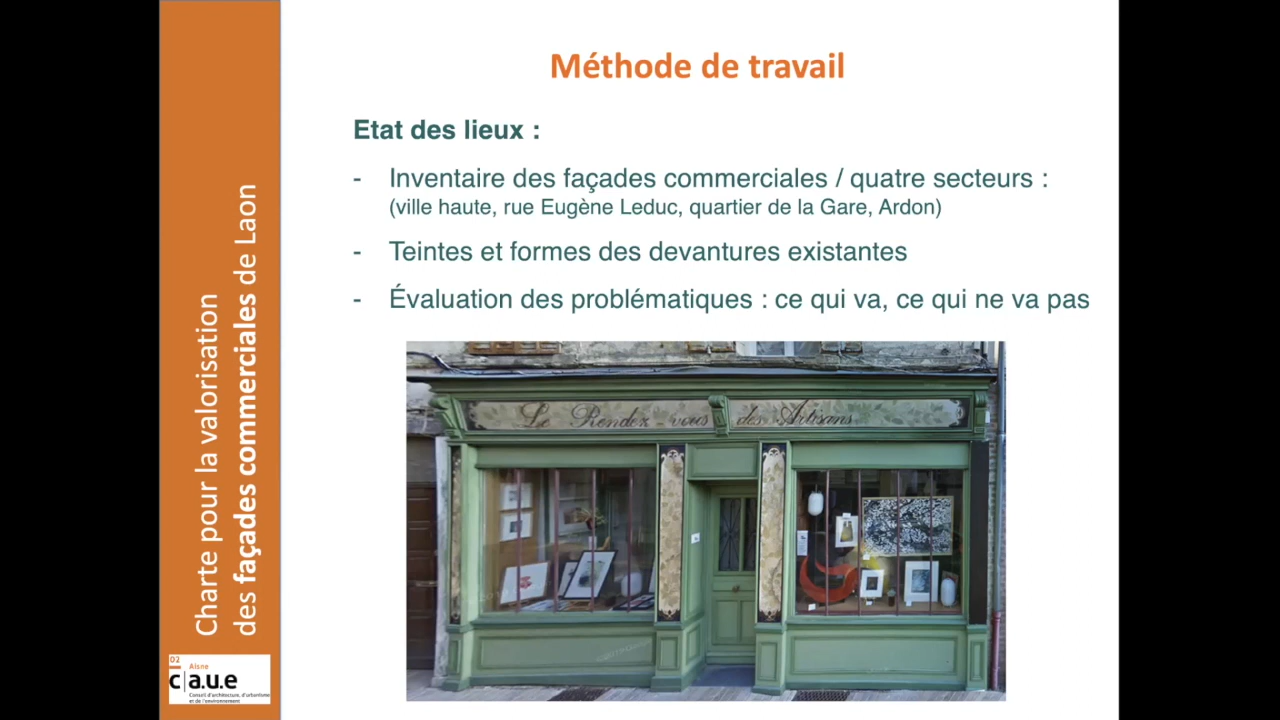 Méthode de travail
Etat des lieux :
- Inventaire des façades commerciales / quatre secteurs :
(ville haute, rue Eugène Leduc, quartier de la Gare, Ardon)
- Teintes et formes des devantures existantes
- Évaluation des problématiques : ce qui va, ce qui ne va pas
Le Rendez-vous des Artisans
Charte pour la valorisation
des façades commerciales de Laon
02
Aisne
c|a.u.e
Conseil d'architecture, d'urbanisme
et de l'environnement